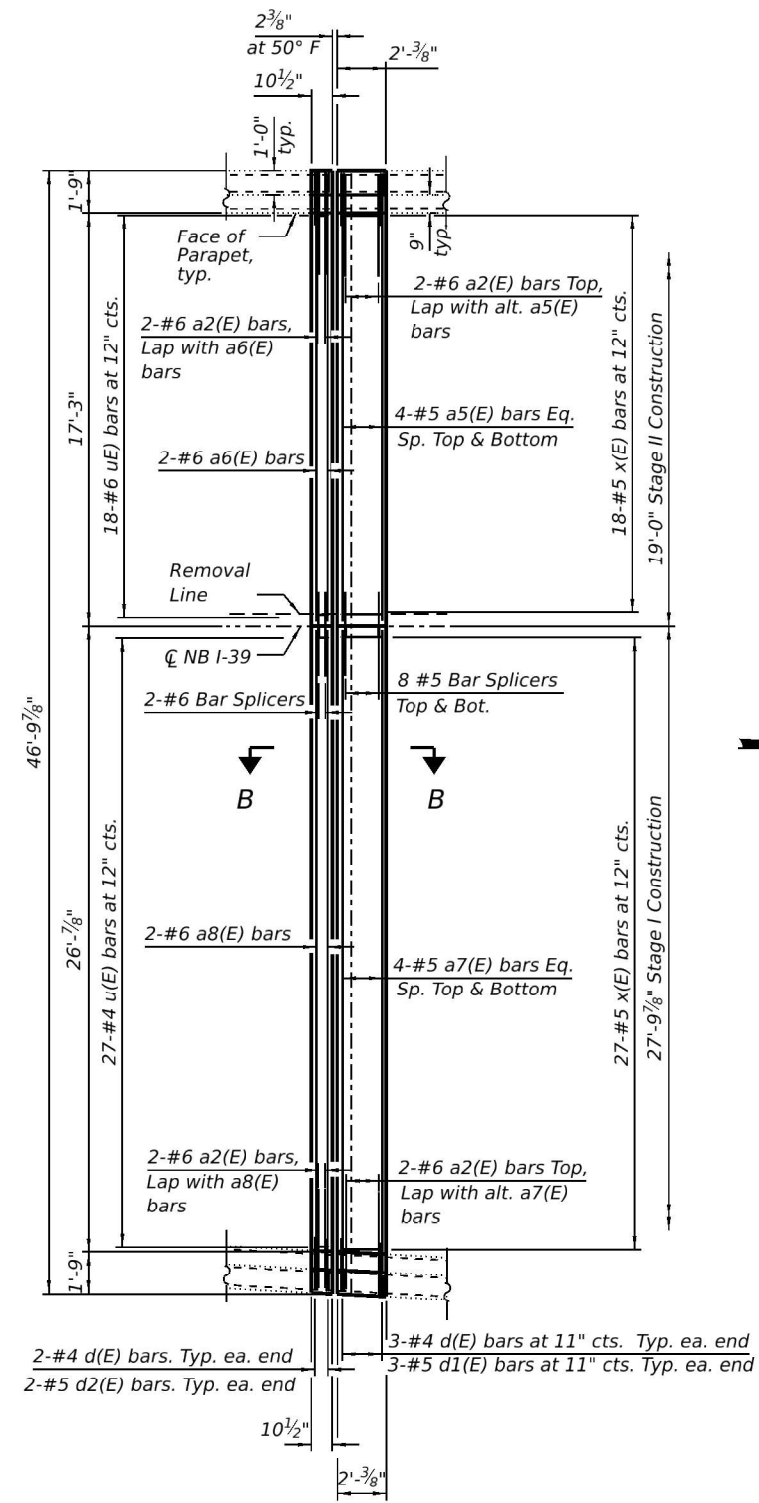 2⅜"
at 50° F
2'-⅜"
10½"
1'-0"
typ.
1'-9"
9"
typ.
Face of
Parapet,
typ.
2-#6 a2(E) bars Top,
Lap with alt. a5(E)
bars
2-#6 a2(E) bars,
Lap with a6(E)
bars
17'-3"
18-#6 uE) bars at 12" cts.
4-#5 a5(E) bars Eq.
Sp. Top & Bottom
18-#5 x(E) bars at 12" cts.
19'-0" Stage II Construction
2-#6 a6(E) bars
Removal
Line
℄ NB I-39
2-#6 Bar Splicers
8 #5 Bar Splicers
Top & Bot.
46'-9⅞"
B
B
26'-⅞"
27-#4 u(E) bars at 12" cts.
2-#6 a8(E) bars
4-#5 a7(E) bars Eq.
Sp. Top & Bottom
27-#5 x(E) bars at 12" cts.
27'-9⅞" Stage I Construction
2-#6 a2(E) bars,
Lap with a8(E)
bars
2-#6 a2(E) bars Top,
Lap with alt. a7(E)
bars
1'-9"
2-#4 d(E) bars. Typ. ea. end
2-#5 d2(E) bars. Typ. ea. end
3-#4 d(E) bars at 11" cts. Typ. ea. end
3-#5 d1(E) bars at 11" cts. Typ. ea. end
10½"
2'-⅜"